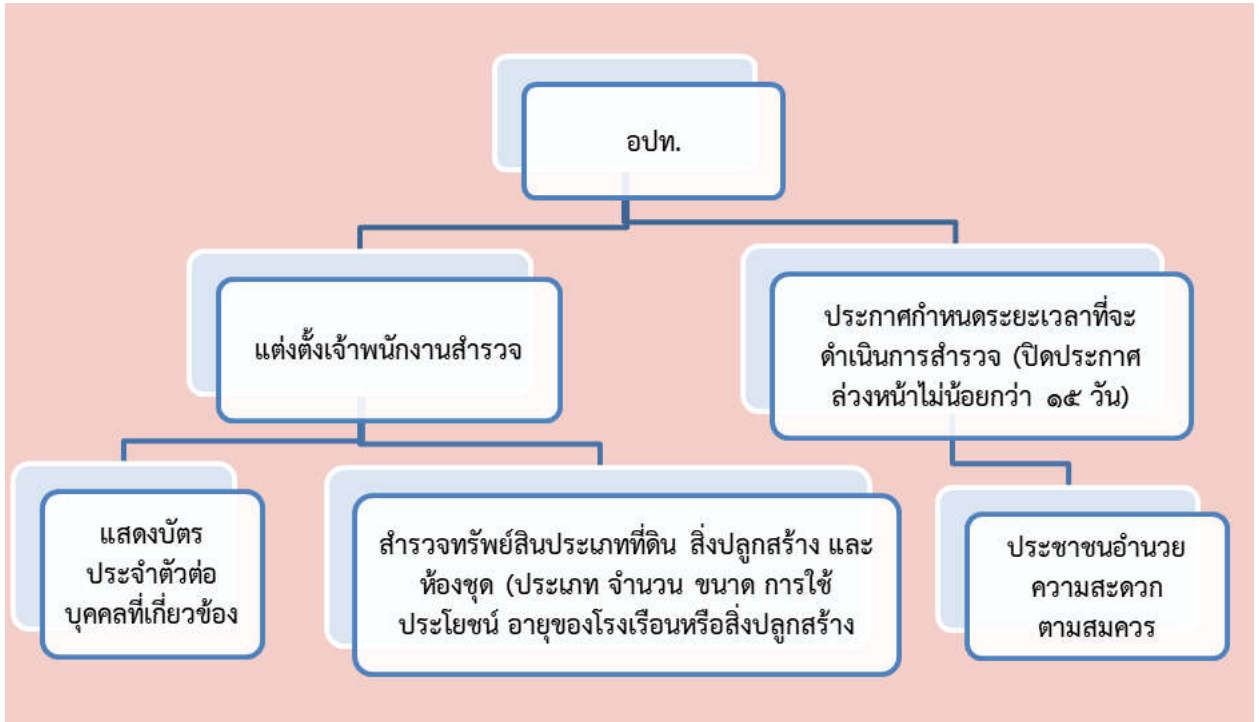 อปท.
แต่งตั้งเจ้าพนักงานสำรวจ
ประกาศกำหนดระยะเวลาที่จะ
ดำเนินการสำรวจ (ปิดประกาศ
ล่วงหน้าไม่น้อยกว่า ๑๕ วัน)
แสดงบัตร
ประจำตัวต่อ
บุคคลที่เกี่ยวข้อง
สำรวจทรัพย์สินประเภทที่ดิน สิ่งปลูกสร้าง และ
ห้องชุด (ประเภท จำนวน ขนาด การใช้
ประโยชน์ อายุของโรงเรือนหรือสิ่งปลูกสร้าง
ประชาชนอำนวย
ความสะดวก
ตามสมควร